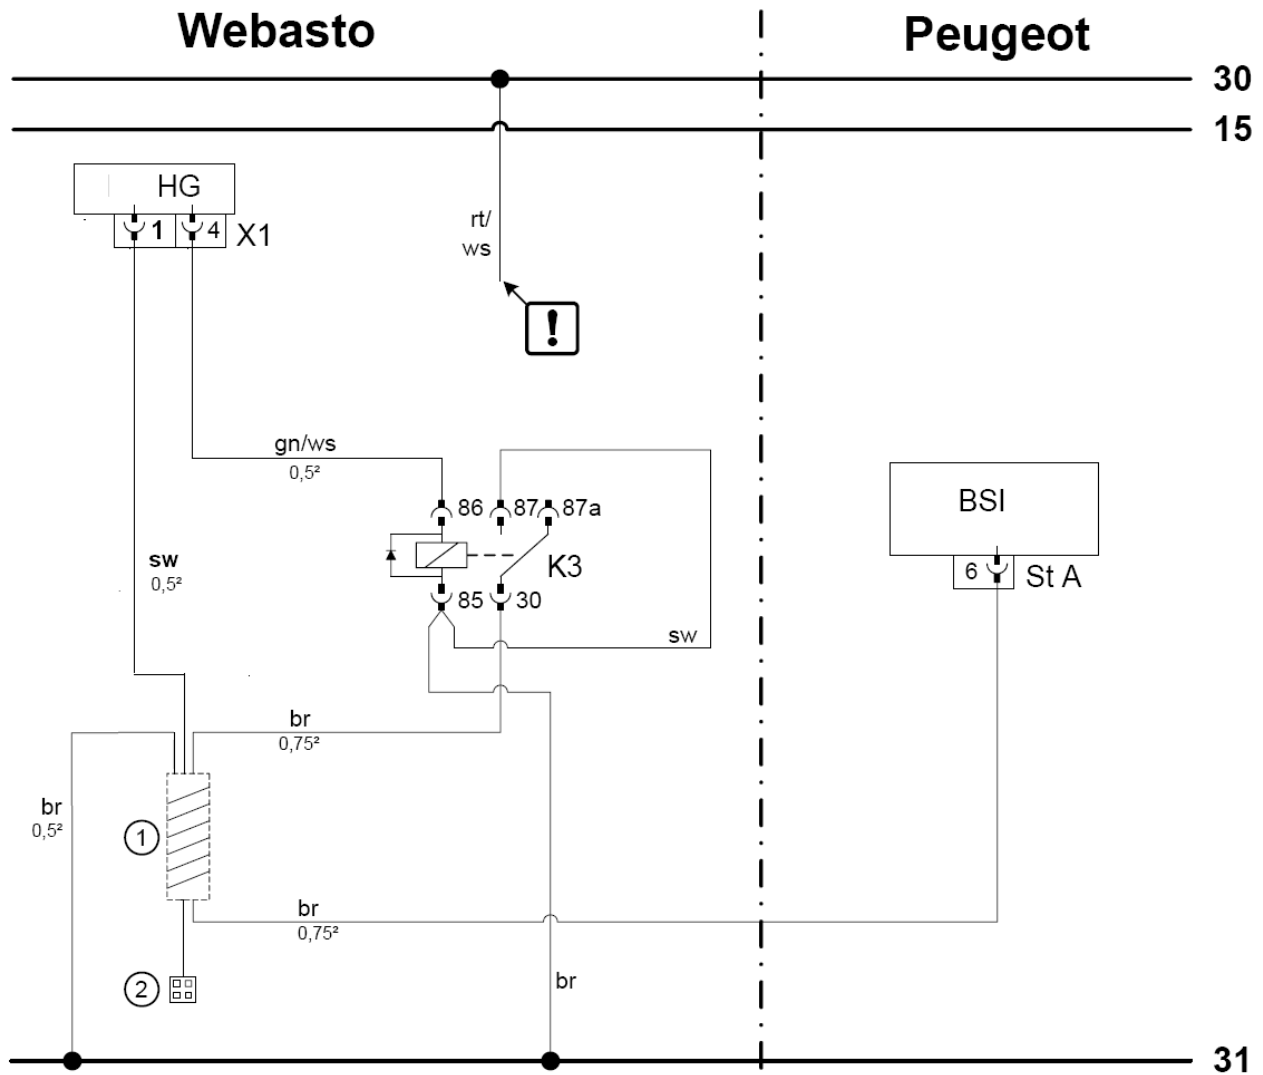 Webasto
Peugeot
30
15
HG
1
4
X1
rt/
ws
!
gn/ws
0,5²
86
87
87a
BSI
sw
0,5²
K3
6
St A
85
30
sw
br
0,75²
br
0,5²
1
br
0,75²
2
br
31